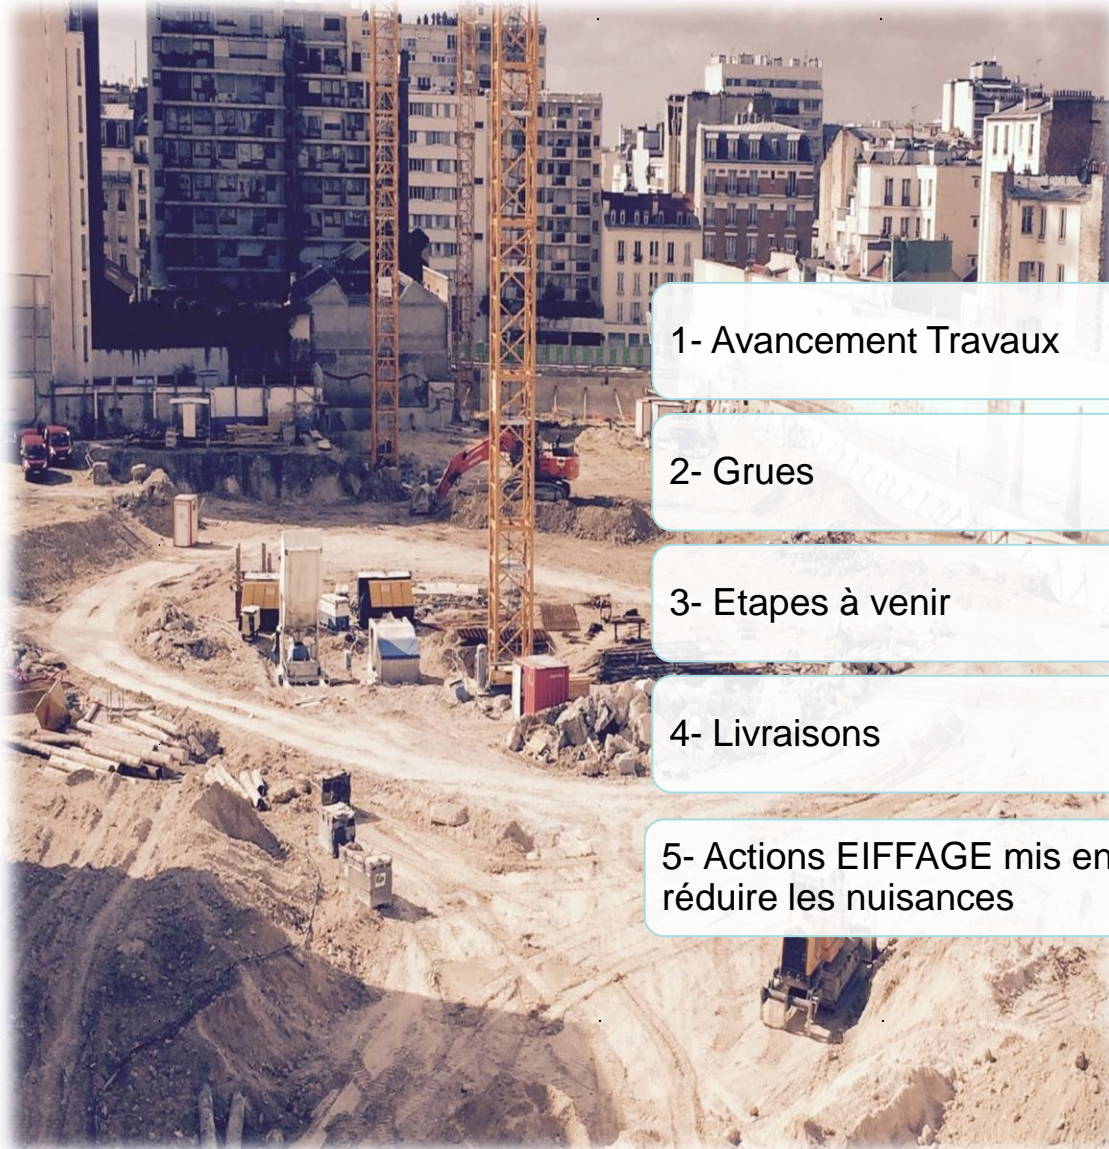 1- Avancement Travaux
2- Grues
3- Etapes à venir
4- Livraisons
5- Actions EIFFAGE mis en
réduire les nuisances